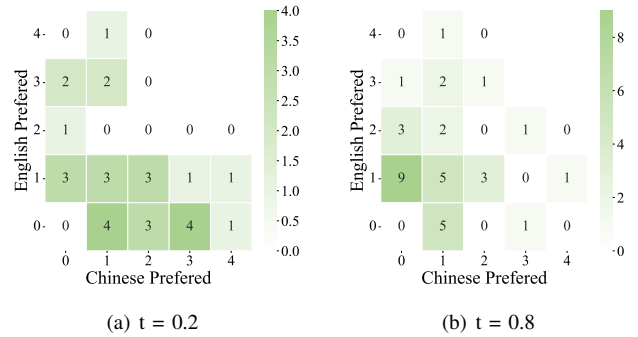 4 0 1 0
3 2 2 0
2 1 0 0 0 0
1 3 3 3 1 1
0 0 4 3 4 1
0 1 2 3 4
Chinese Prefered
English Prefered
4.0
3.5
3.0
2.5
2.0
1.5
1.0
0.5
0.0
(a) t = 0.2
4 0 1 0
3 1 2 1
2 3 2 0 1 0
1 9 5 3 0 1
0 0 5 0 1 0
0 1 2 3 4
Chinese Prefered
English Prefered
8
6
4
2
0
(b) t = 0.8